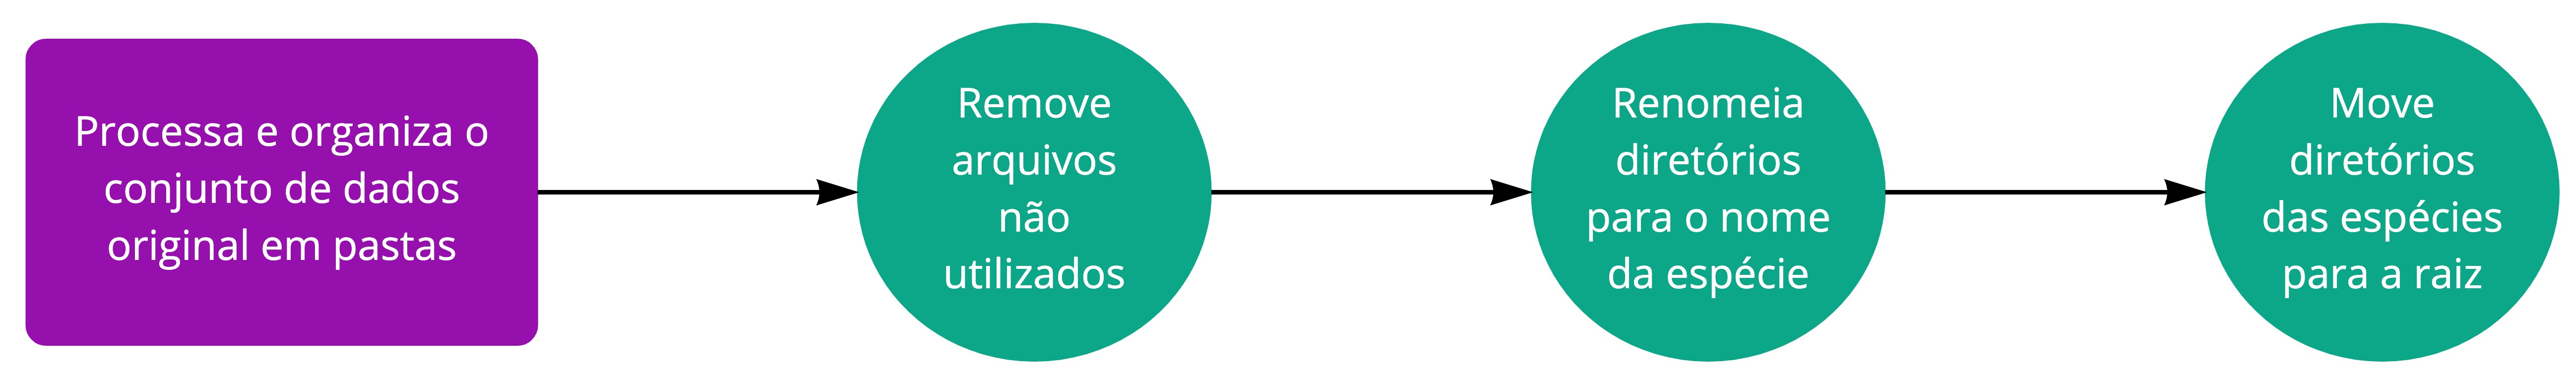 Processa e organiza o
conjunto de dados
original em pastas
Remove
arquivos
não
utilizados
Renomeia
diretórios
para o nome
da espécie
Move
diretórios
das espécies
para a raiz